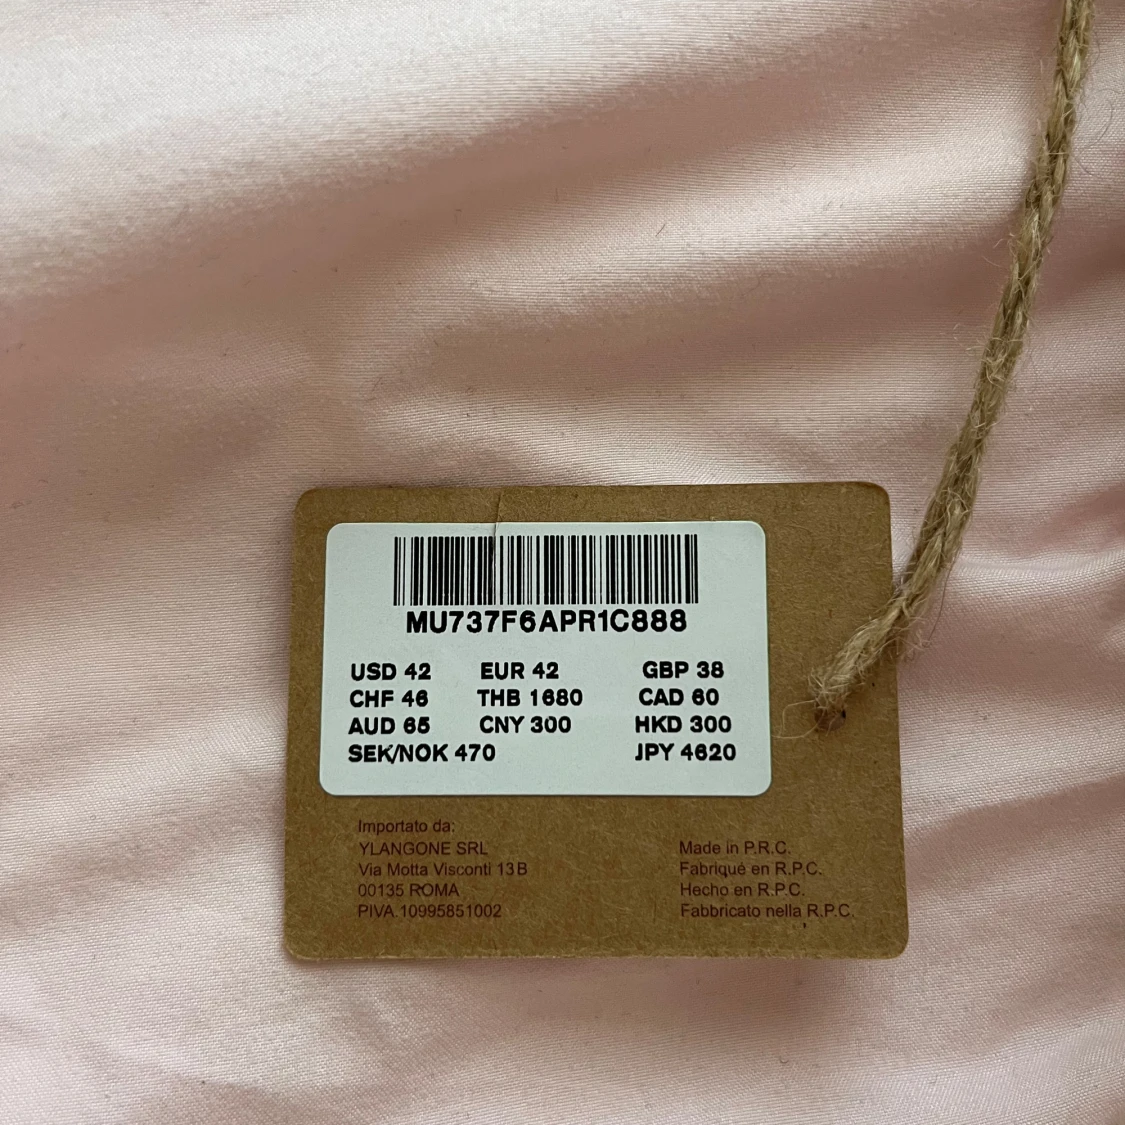 MU737F6APR1C888
USD 42 EUR 42 GBP 38
CHF 46 THB 1680 CAD 60
AUD 65 CNY 300 HKD 300
SEK/NOK 470 JPY 4620
Importato da:
YLANGONE SRL
Via Motta Visconti 13B
00135 ROMA
PIVA.10995851002
Made in P.R.C.
Fabriqué en R.P.C.
Hecho en R.P.C.
Fabbricato nella R.P.C.